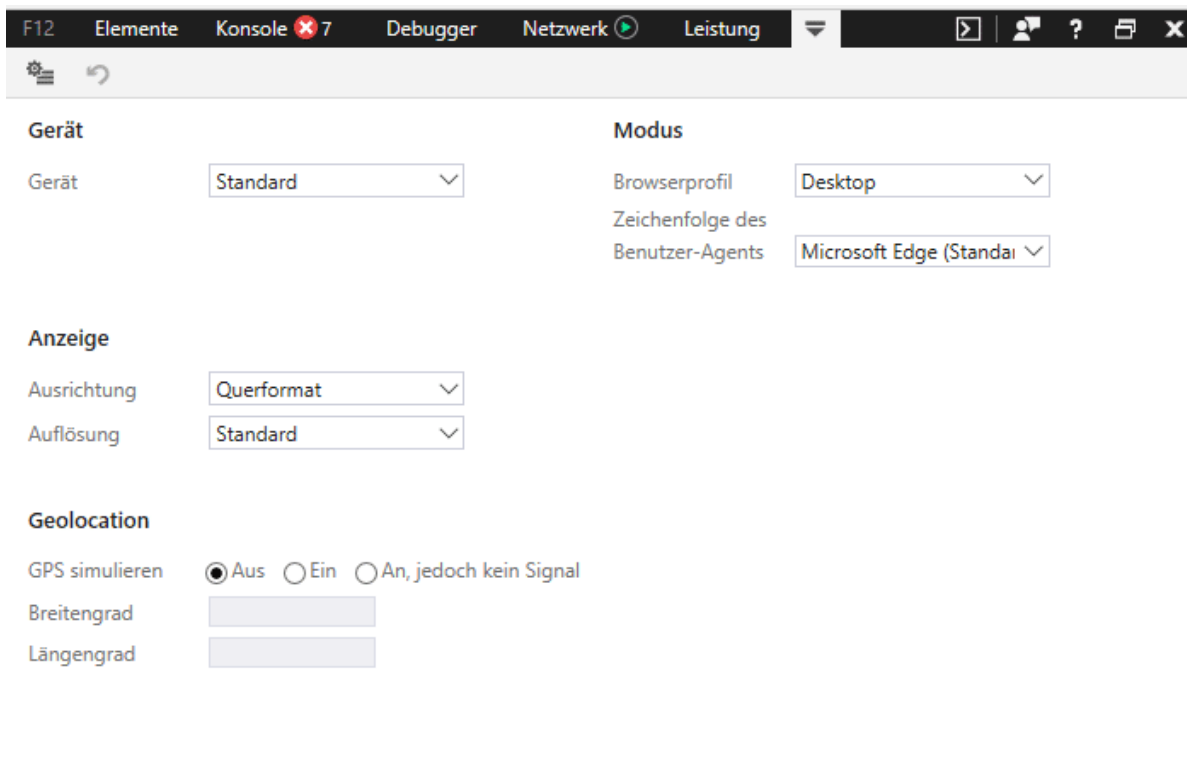 F12 Elemente Konsole 7 Debugger Netzwerk Leistung ?
Gerät
Gerät Standard
Modus
Browserprofil Desktop
Zeichenfolge des
Benutzer-Agents Microsoft Edge (Standar
Anzeige
Ausrichtung Querformat
Auflösung Standard
Geolocation
GPS simulieren Aus Ein An, jedoch kein Signal
Breitengrad
Längengrad